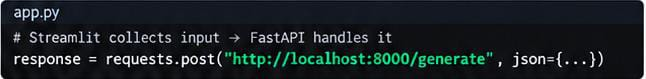 app.py
# Streamlit collects input → FastAPI handles it
response = requests.post("http://localhost:8000/generate", json={...})